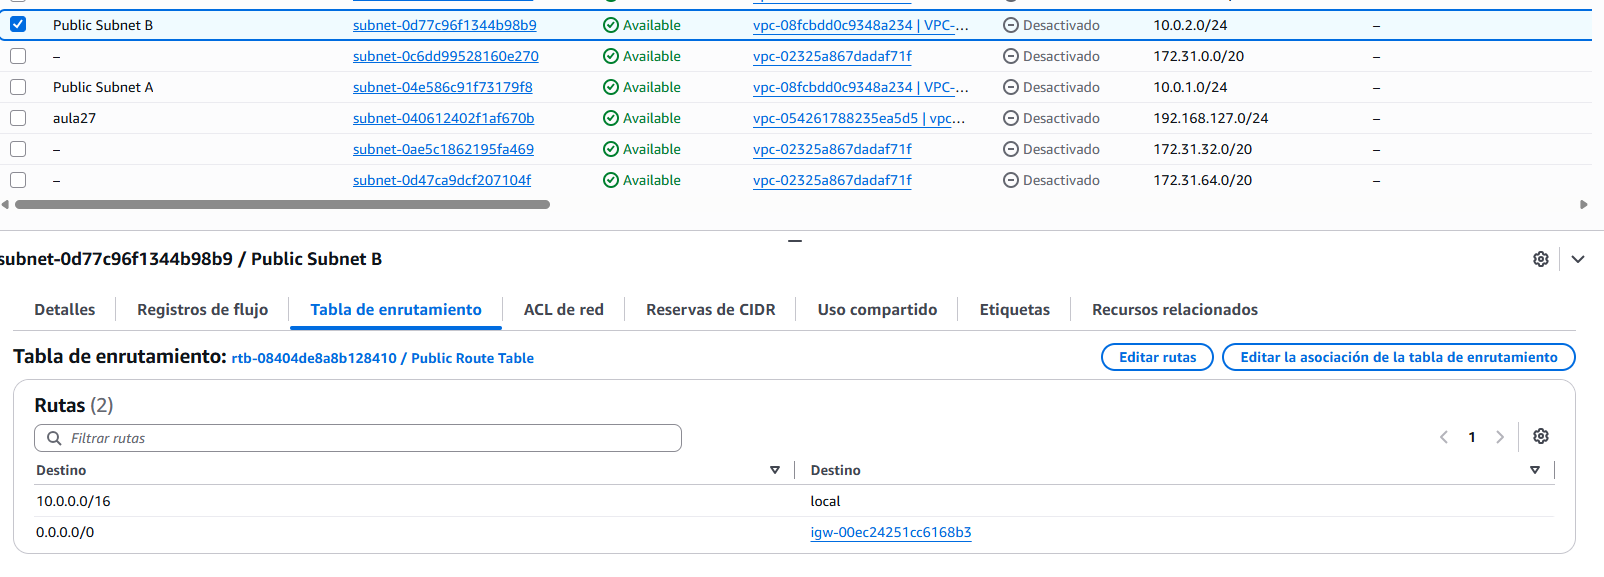 Public Subnet B subnet-0d77c96f1344b98b9 Available vpc-08fcbdd0c9348a234 | VPC-... Desactivado 10.0.2.0/24 –
– subnet-0c6dd99528160e270 Available vpc-02325a867dadaf71f Desactivado 172.31.0.0/20 –
Public Subnet A subnet-04e586c91f73179f8 Available vpc-08fcbdd0c9348a234 | VPC-... Desactivado 10.0.1.0/24 –
aula27 subnet-040612402f1af670b Available vpc-054261788235ea5d5 | vpc... Desactivado 192.168.127.0/24 –
– subnet-0ae5c1862195fa469 Available vpc-02325a867dadaf71f Desactivado 172.31.32.0/20 –
– subnet-0d47ca9dcf207104f Available vpc-02325a867dadaf71f Desactivado 172.31.64.0/20 –
subnet-0d77c96f1344b98b9 / Public Subnet B
Detalles Registros de flujo Tabla de enrutamiento ACL de red Reservas de CIDR Uso compartido Etiquetas Recursos relacionados
Tabla de enrutamiento: rtb-08404de8a8b128410 / Public Route Table Editar rutas Editar la asociación de la tabla de enrutamiento
Rutas (2)
Filtrar rutas 1
Destino Destino
10.0.0.0/16 local
0.0.0.0/0 igw-00ec24251cc6168b3